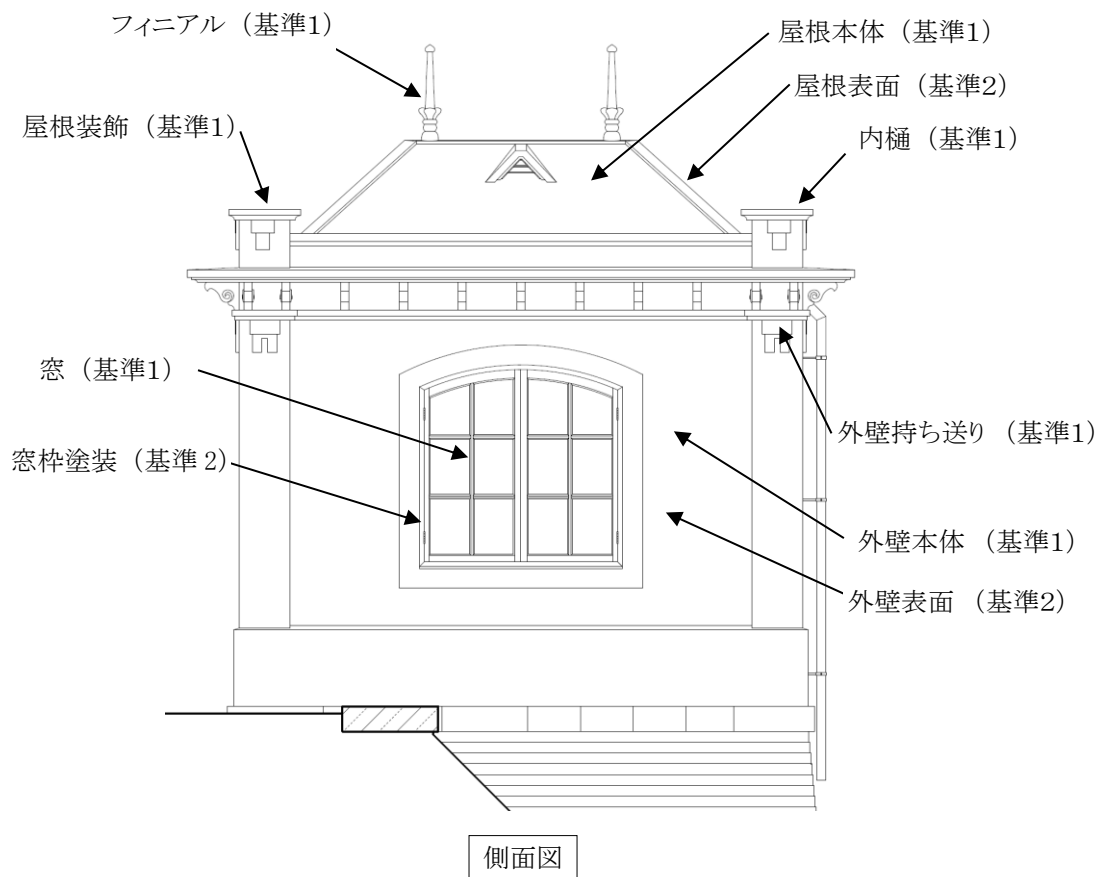 フィニアル（基準1）
屋根本体（基準1）
屋根表面（基準2）
屋根装飾（基準1）
内樋（基準1）
窓（基準1）
外壁持ち送り（基準1）
窓枠塗装（基準 2）
外壁本体（基準1）
外壁表面（基準2）
側面図